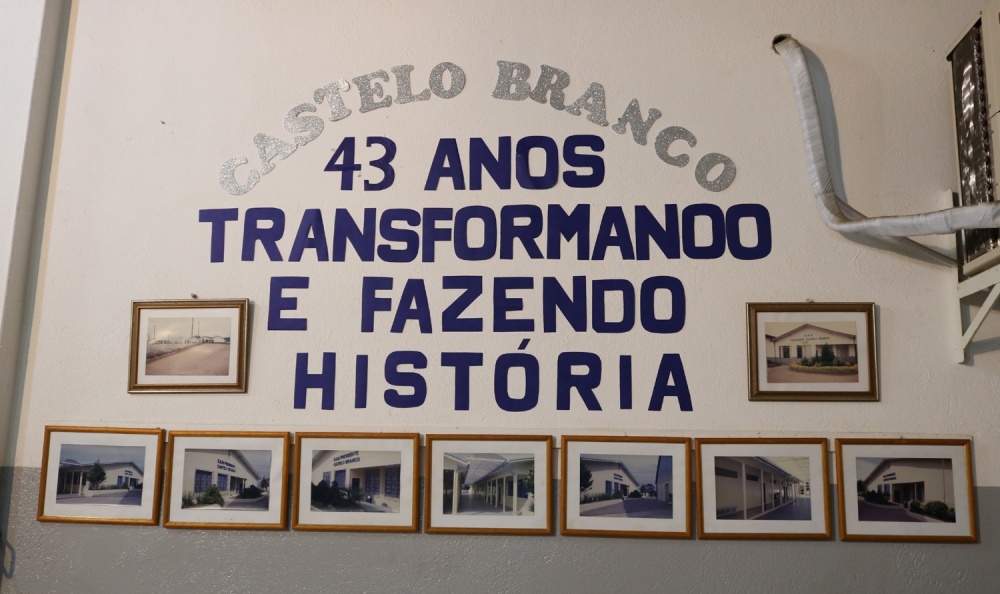 CASTELO BRANCO
43 ANOS
TRANSFORMANDO
E FAZENDO
HISTÓRIA